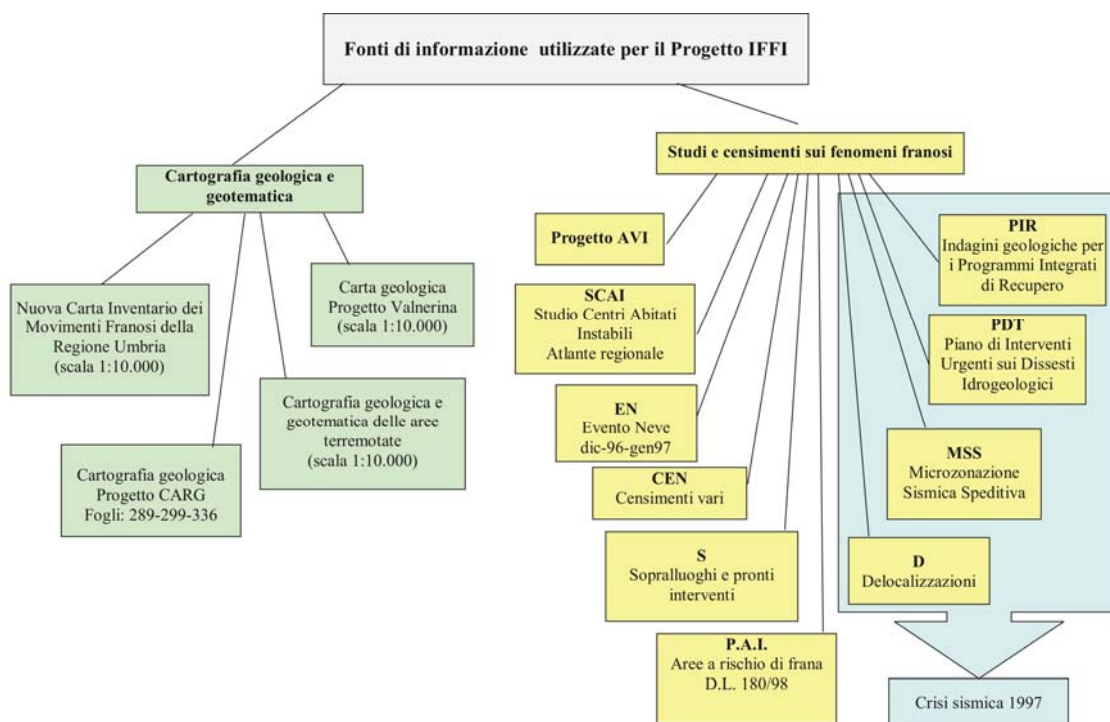 Fonti di informazione utilizzate per il Progetto IFFI
Cartografia geologica e
geotematica
Nuova Carta Inventario dei
Movimenti Franosi della
Regione Umbria
(scala 1:10.000)
Carta geologica
Progetto Valnerina
(scala 1:10.000)
Cartografia geologica e
geotematica delle aree
terremotate
(scala 1:10.000)
Cartografia geologica
Progetto CARG
Fogli: 289-299-336
Studi e censimenti sui fenomeni franosi
Progetto AVI
SCAI
Studio Centri Abitati
Instabili
Atlante regionale
EN
Evento Neve
dic-96-gen97
CEN
Censimenti vari
S
Sopralluoghi e pronti
interventi
P.A.I.
Aree a rischio di frana
D.L. 180/98
PIR
Indagini geologiche per
i Programmi Integrati
di Recupero
PDT
Piano di Interventi
Urgenti sui Dissesti
Idrogeologici
MSS
Microzonazione
Sismica Speditiva
D
Delocalizzazioni
Crisi sismica 1997